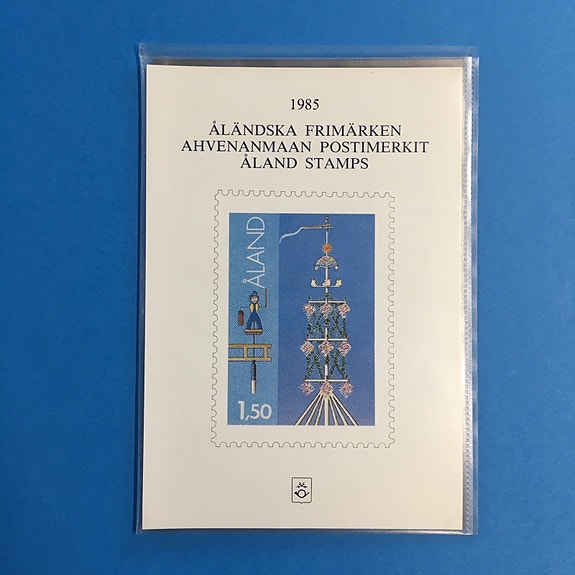 1985
ÅLÄNDSKA FRIMÄRKEN
AHVENANMAAN POSTIMERKIT
ÅLAND STAMPS
ÅLAND
1,50